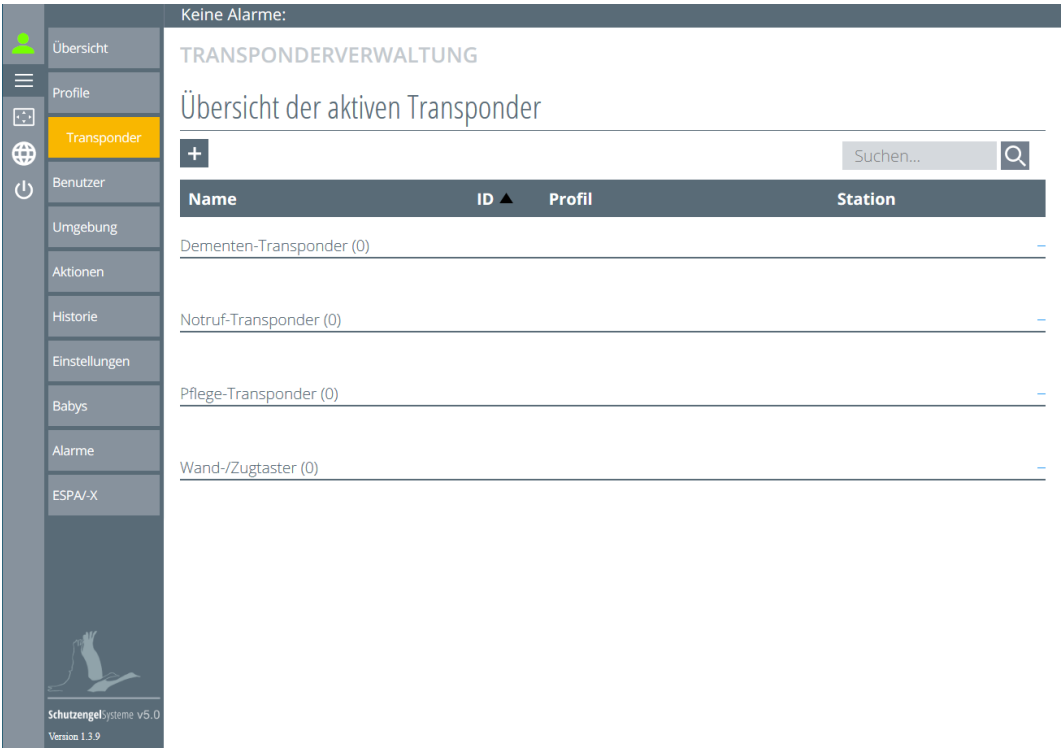 Keine Alarme:
Übersicht
Profile
Transponder
Benutzer
Umgebung
Aktionen
Historie
Einstellungen
Babys
Alarme
ESPA/-X
SchutzengelSysteme v5.0
Version 1.3.9
TRANSPONDERVERWALTUNG
Übersicht der aktiven Transponder
+
Suchen...
Name ID ▲ Profil Station
Dementen-Transponder (0) –
Notruf-Transponder (0) –
Pflege-Transponder (0) –
Wand-/Zugtaster (0) –